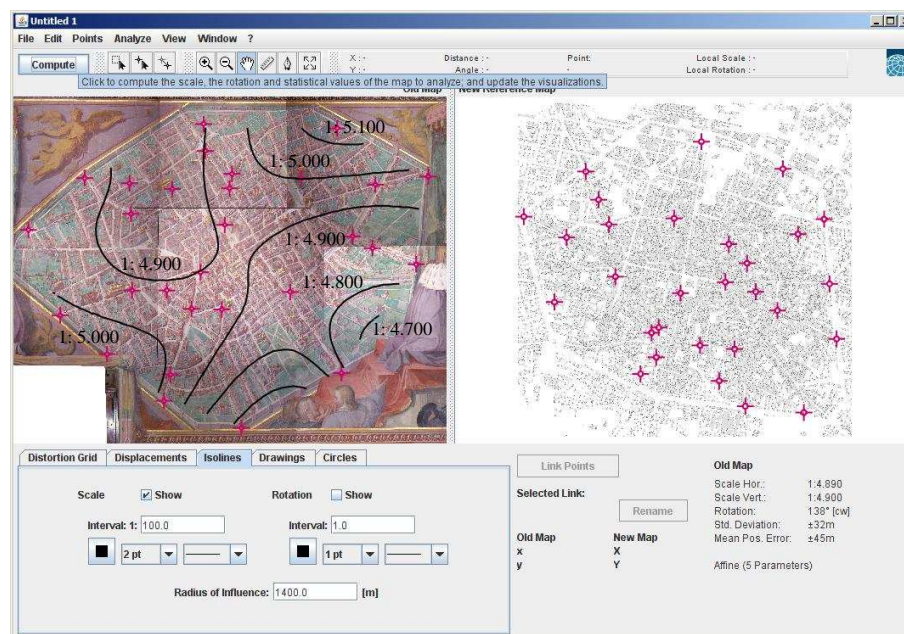 Untitled 1
File Edit Points Analyze View Window ?
Compute
X : - Distance : - Point: Local Scale : -
Y : - Angle : - - Local Rotation : -
Click to compute the scale, the rotation and statistical values of the map to analyze; and update the visualizations.
Old Map New Reference Map
1: 5.100
1: 5.000
1: 4.900
1: 4.900
1: 4.800
1: 4.700
1: 5.000
Distortion Grid Displacements Isolines Drawings Circles
Scale Show Rotation Show
Interval: 1: 100.0 Interval: 1.0
2 pt 1 pt
Radius of Influence: 1400.0 [m]
Link Points
Selected Link:
Rename
Old Map New Map
x X
y Y
Old Map
Scale Hor.: 1:4.890
Scale Vert.: 1:4.900
Rotation: 138° [cw]
Std. Deviation: ±32m
Mean Pos. Error: ±45m
Affine (5 Parameters)